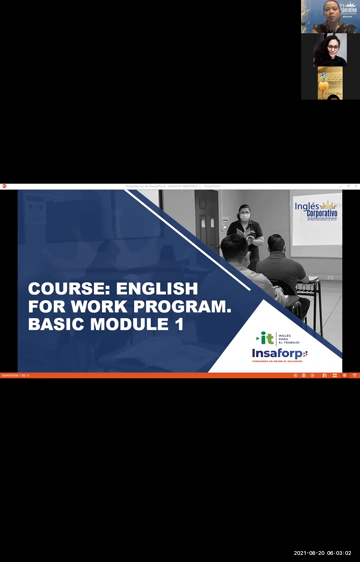 Inglés
Corporativo
COURSE: ENGLISH
FOR WORK PROGRAM.
BASIC MODULE 1
it
INGLÉS
PARA
EL TRABAJO
Insaforp
2021-08-20 06:03:02